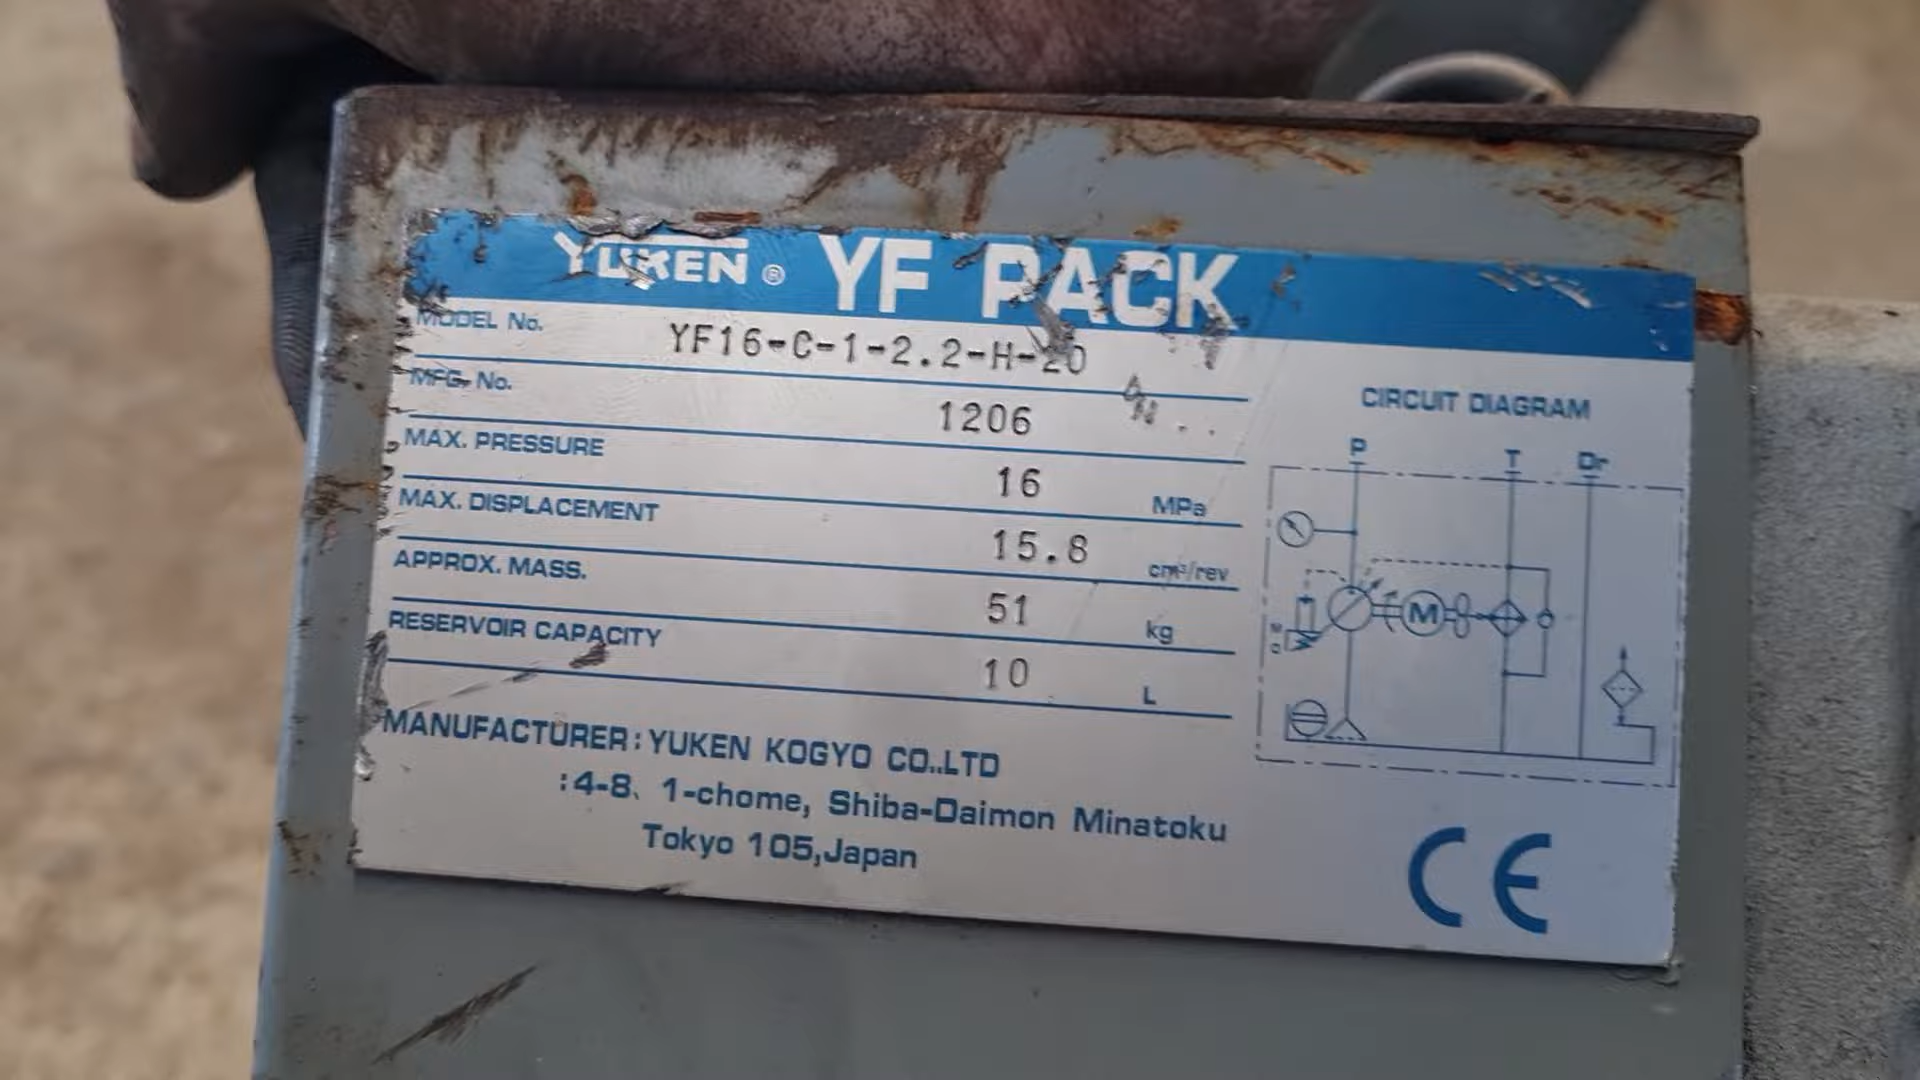 YUKEN ® YF PACK
MODEL No. YF16-C-1-2.2-H-20
MFG. No. 1206
MAX. PRESSURE 16 MPa
MAX. DISPLACEMENT 15.8 cm³/rev
APPROX. MASS. 51 kg
RESERVOIR CAPACITY 10 L
MANUFACTURER: YUKEN KOGYO CO.,LTD
:4-8、1-chome, Shiba-Daimon Minatoku
Tokyo 105,Japan
CIRCUIT DIAGRAM
P T Dr
M
CE